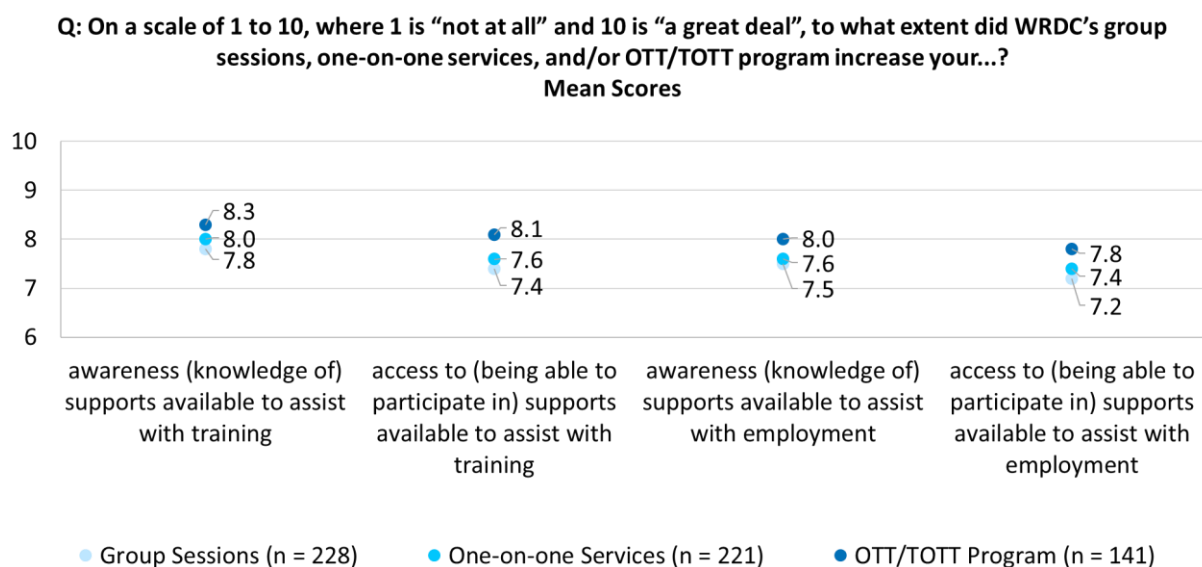 Q: On a scale of 1 to 10, where 1 is “not at all” and 10 is “a great deal”, to what extent did WRDC’s group
sessions, one-on-one services, and/or OTT/TOTT program increase your...?
Mean Scores
10
9
8
7
6
8.3
8.0
7.8
8.1
7.6
7.4
8.0
7.6
7.5
7.8
7.4
7.2
awareness (knowledge of)
supports available to assist
with training
access to (being able to
participate in) supports
available to assist with
training
awareness (knowledge of)
supports available to assist
with employment
access to (being able to
participate in) supports
available to assist with
employment
Group Sessions (n = 228)
One-on-one Services (n = 221)
OTT/TOTT Program (n = 141)